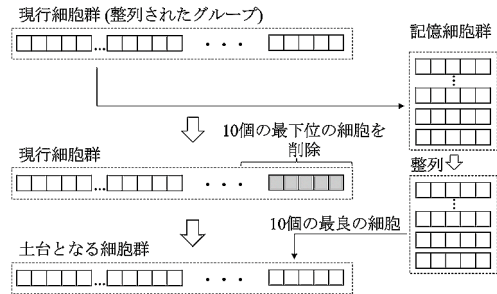 現行細胞群 (整列されたグループ)
記憶細胞群
10個の最下位の細胞を
削除
現行細胞群
整列
10個の最良の細胞
土台となる細胞群